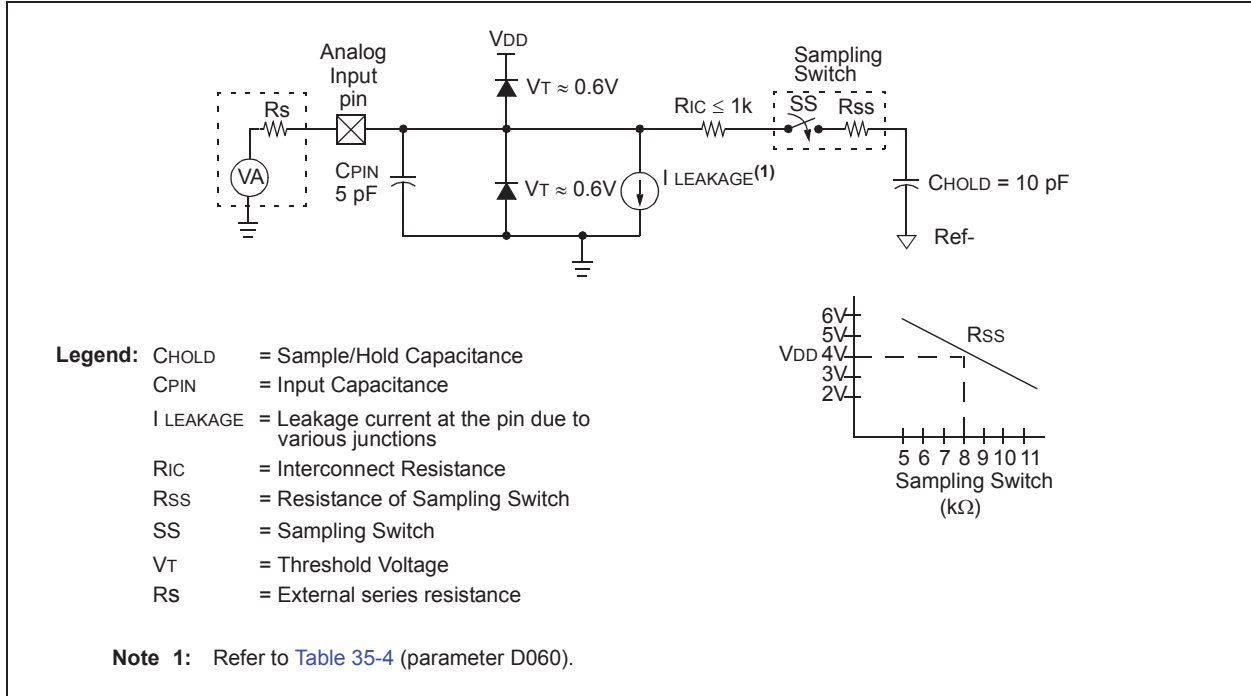 VDD
Analog
Input
pin
Sampling
Switch
VT ≈ 0.6V
RIC ≤ 1k
SS
Rss
Rs
VA
CPIN
5 pF
VT ≈ 0.6V
I LEAKAGE(1)
CHOLD = 10 pF
Ref-
6V
5V
VDD 4V
3V
2V
RSS
5 6 7 8 9 10 11
Sampling Switch
(kΩ)
Legend: CHOLD = Sample/Hold Capacitance
CPIN = Input Capacitance
I LEAKAGE = Leakage current at the pin due to
various junctions
RIC = Interconnect Resistance
RSS = Resistance of Sampling Switch
SS = Sampling Switch
VT = Threshold Voltage
Rs = External series resistance
Note 1: Refer to Table 35-4 (parameter D060).